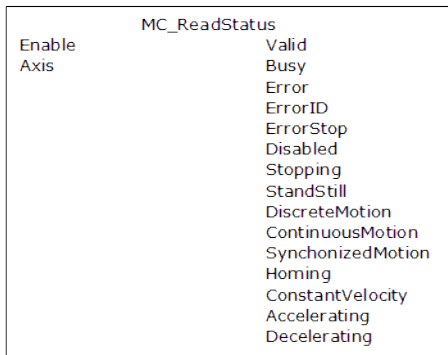 MC_ReadStatus
Enable Valid
Axis Busy
Error
ErrorID
ErrorStop
Disabled
Stopping
StandStill
DiscreteMotion
ContinuousMotion
SynchonizedMotion
Homing
ConstantVelocity
Accelerating
Decelerating